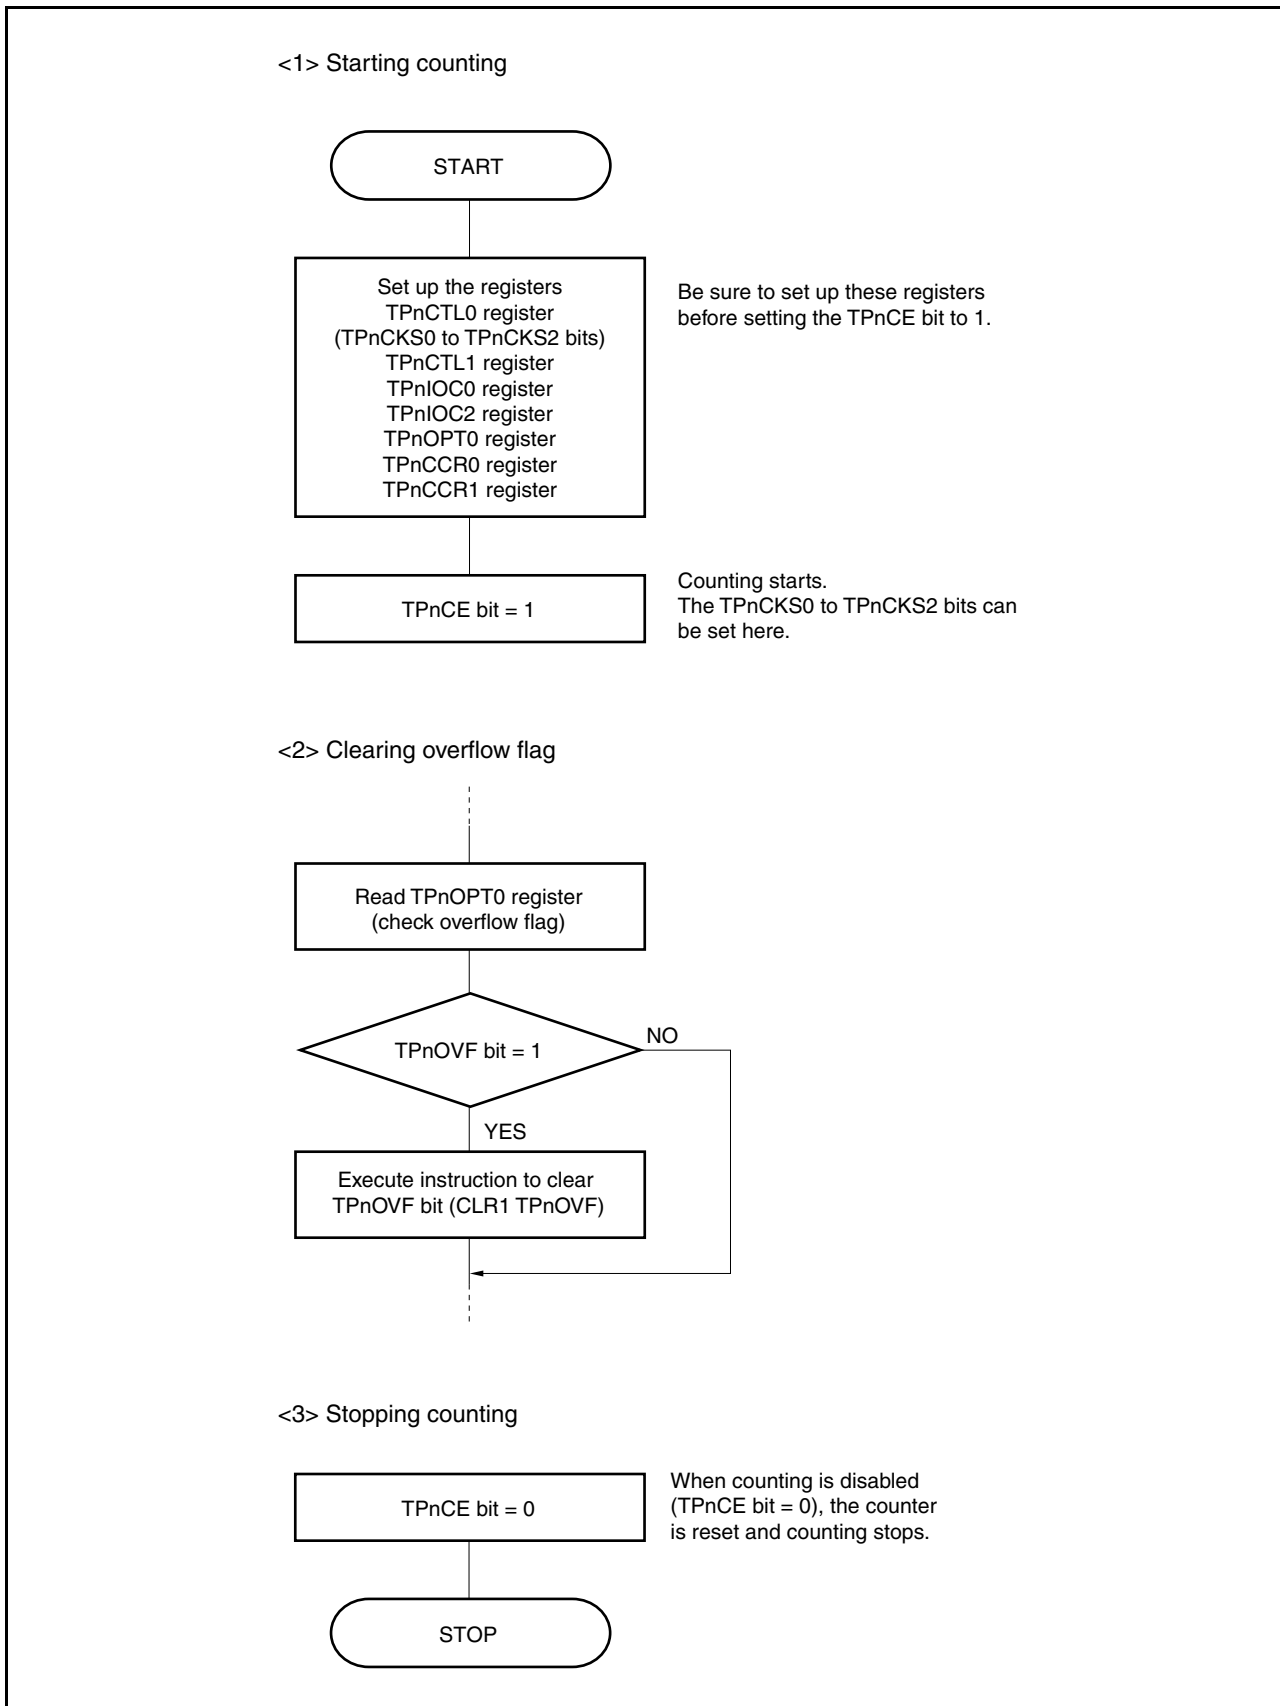 <1> Starting counting
START
Set up the registers
TPnCTL0 register
(TPnCKS0 to TPnCKS2 bits)
TPnCTL1 register
TPnIOC0 register
TPnIOC2 register
TPnOPT0 register
TPnCCR0 register
TPnCCR1 register
Be sure to set up these registers
before setting the TPnCE bit to 1.
TPnCE bit = 1
Counting starts.
The TPnCKS0 to TPnCKS2 bits can
be set here.
<2> Clearing overflow flag
Read TPnOPT0 register
(check overflow flag)
TPnOVF bit = 1
NO
YES
Execute instruction to clear
TPnOVF bit (CLR1 TPnOVF)
<3> Stopping counting
TPnCE bit = 0
When counting is disabled
(TPnCE bit = 0), the counter
is reset and counting stops.
STOP